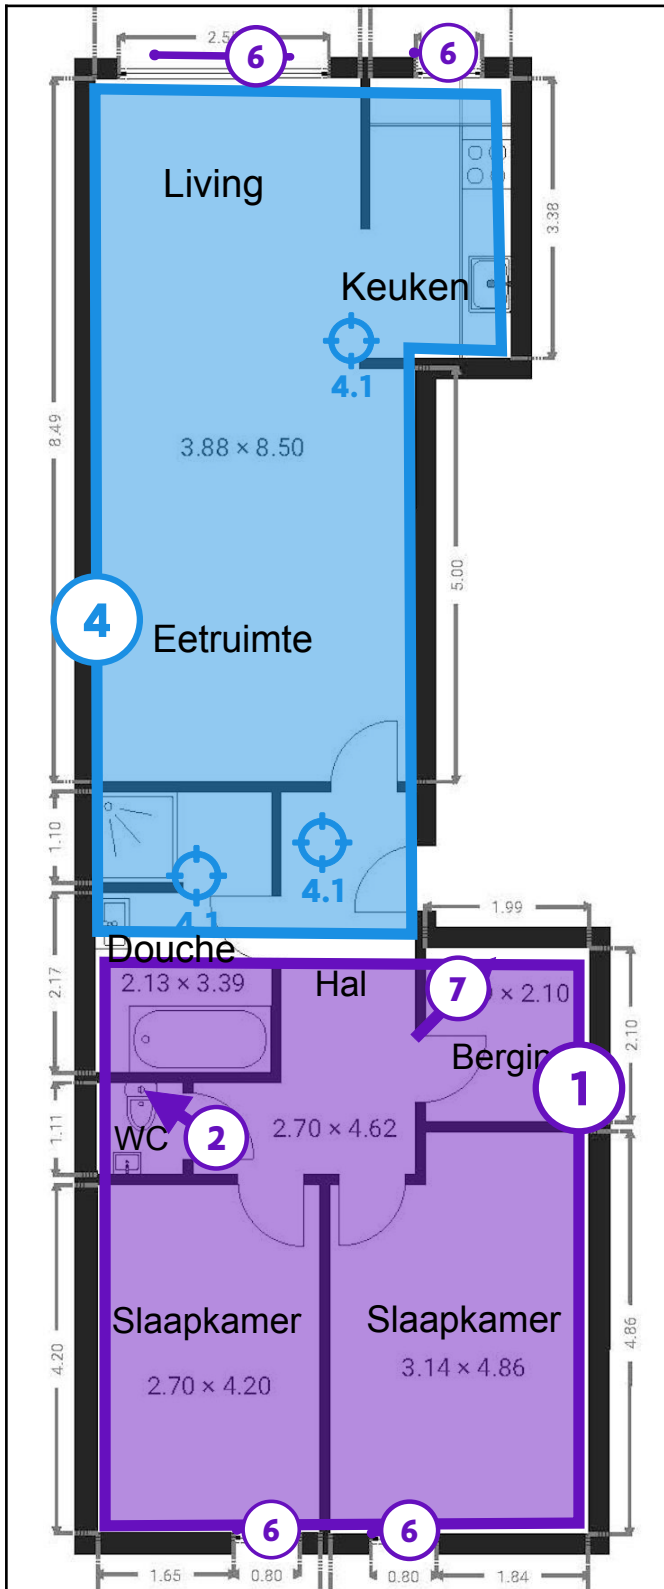 2.5
6
6
Living
3.38
Keuken
4.1
8.49
3.88 × 8.50
5.00
4
Eetruimte
1.10
4.1
4.1
1.99
Douche
2.17
2.13 × 3.39
Hal
7
× 2.10
2.10
Bergin
1
1.11
WC
2
2.70 × 4.62
Slaapkamer
Slaapkamer
4.20
2.70 × 4.20
3.14 × 4.86
4.86
6
6
1.65
0.80
0.80
1.84